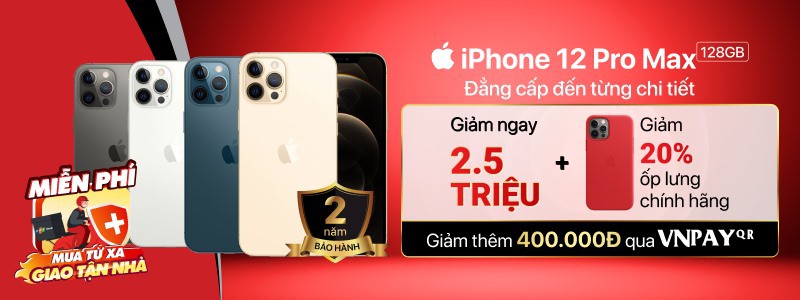 iPhone 12 Pro Max 128GB
Đẳng cấp đến từng chi tiết
Giảm ngay
2.5
TRIỆU
+
Giảm
20%
ốp lưng
chính hãng
Giảm thêm 400.000Đ qua VNPAYQR
2
năm
BẢO HÀNH
MIỄN PHÍ
MUA TỪ XA
GIAO TẬN NHÀ